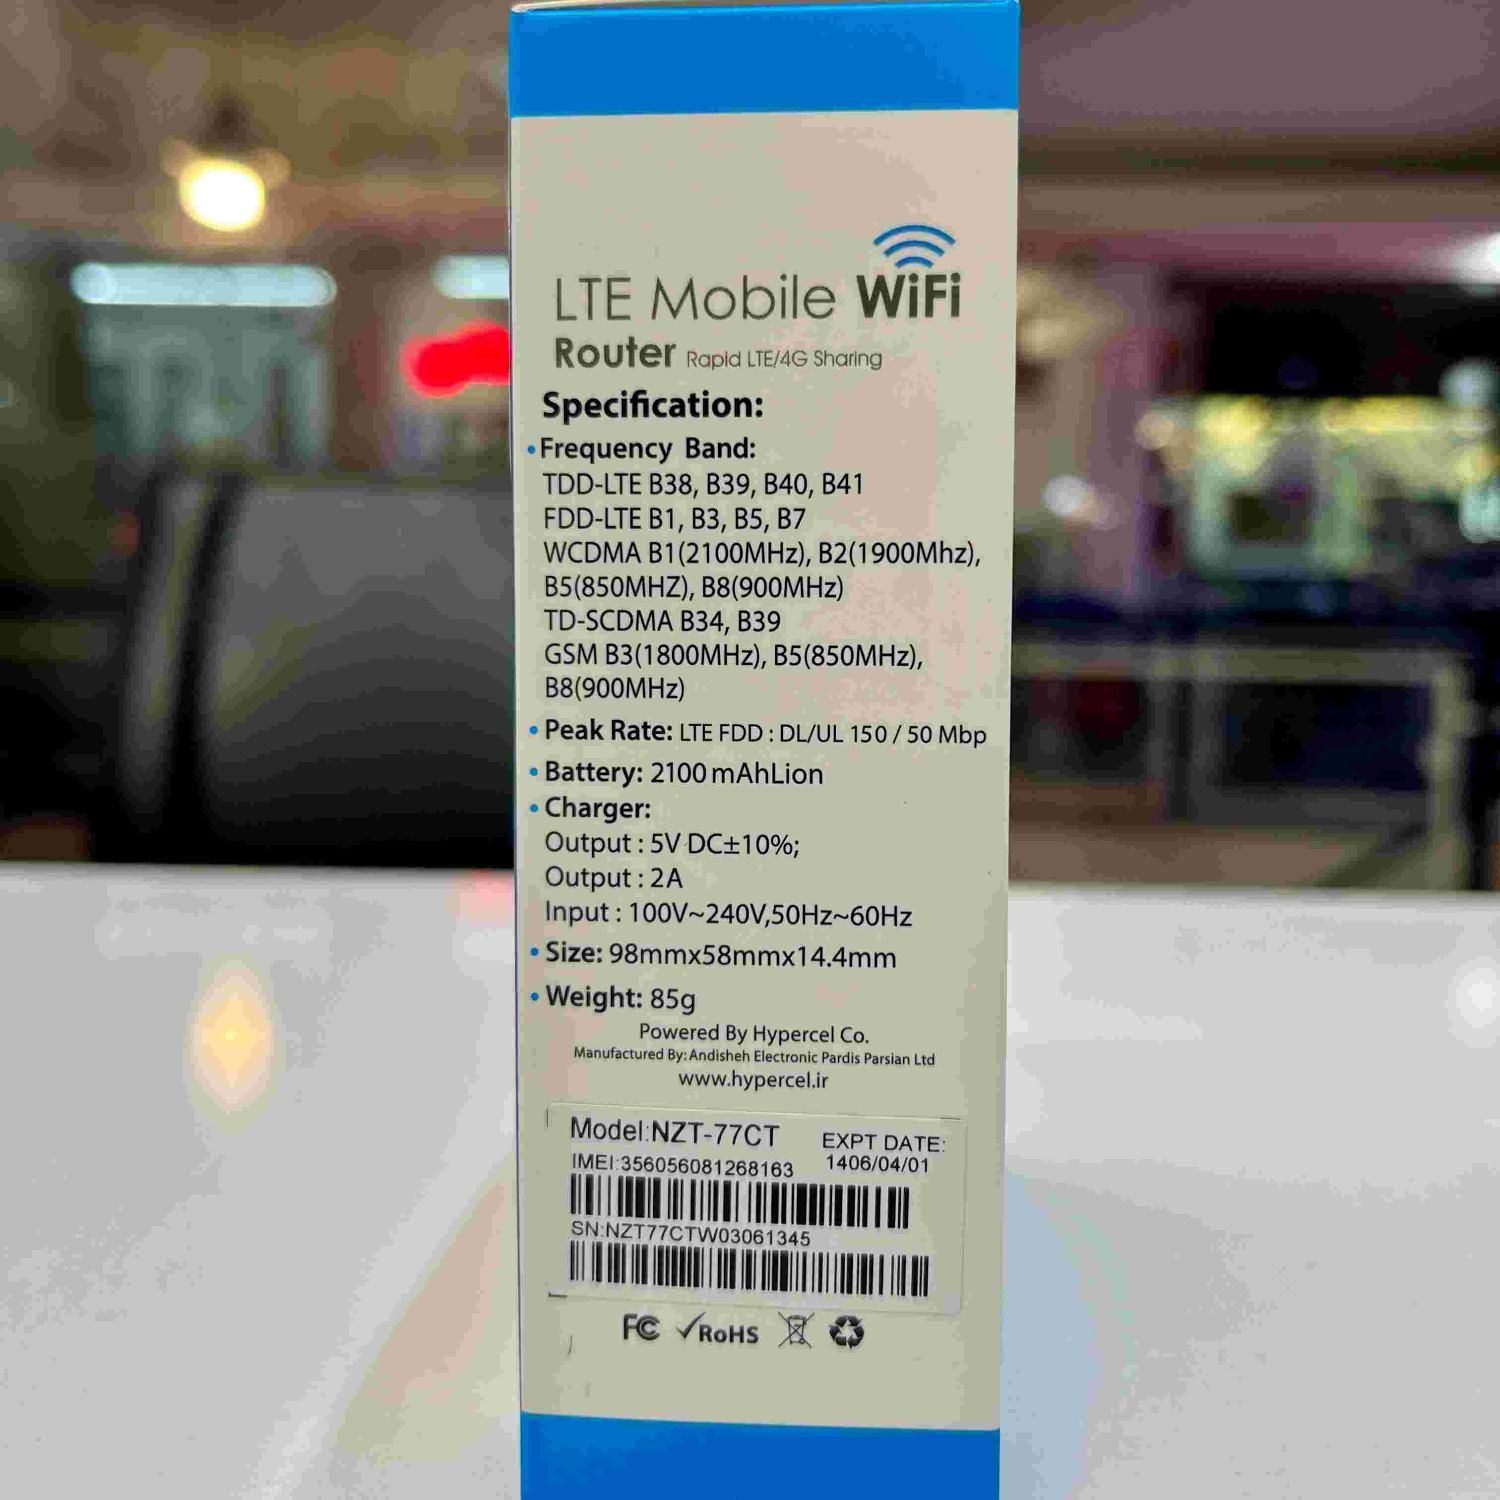 LTE Mobile WiFi
Router Rapid LTE/4G Sharing
Specification:
• Frequency Band:
TDD-LTE B38, B39, B40, B41
FDD-LTE B1, B3, B5, B7
WCDMA B1(2100MHz), B2(1900Mhz),
B5(850MHZ), B8(900MHz)
TD-SCDMA B34, B39
GSM B3(1800MHz), B5(850MHz),
B8(900MHz)
• Peak Rate: LTE FDD : DL/UL 150 / 50 Mbp
• Battery: 2100 mAhLion
• Charger:
Output : 5V DC±10%;
Output : 2A
Input : 100V~240V,50Hz~60Hz
• Size: 98mmx58mmx14.4mm
• Weight: 85g
Powered By Hypercel Co.
Manufactured By: Andisheh Electronic Pardis Parsian Ltd
www.hypercel.ir
Model:NZT-77CT EXPT DATE:
IMEI:356056081268163 1406/04/01
SN:NZT77CTW03061345
FC ✓RoHS